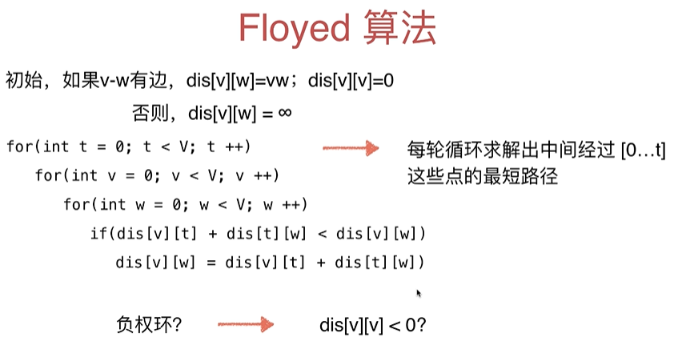 Floyed 算法
初始，如果v-w有边，dis[v][w]=vw；dis[v][v]=0
否则，dis[v][w] = ∞
for(int t = 0; t < V; t ++)
每轮循环求解出中间经过 [0…t]
这些点的最短路径
for(int v = 0; v < V; v ++)
for(int w = 0; w < V; w ++)
if(dis[v][t] + dis[t][w] < dis[v][w])
dis[v][w] = dis[v][t] + dis[t][w])
负权环？
dis[v][v] < 0?